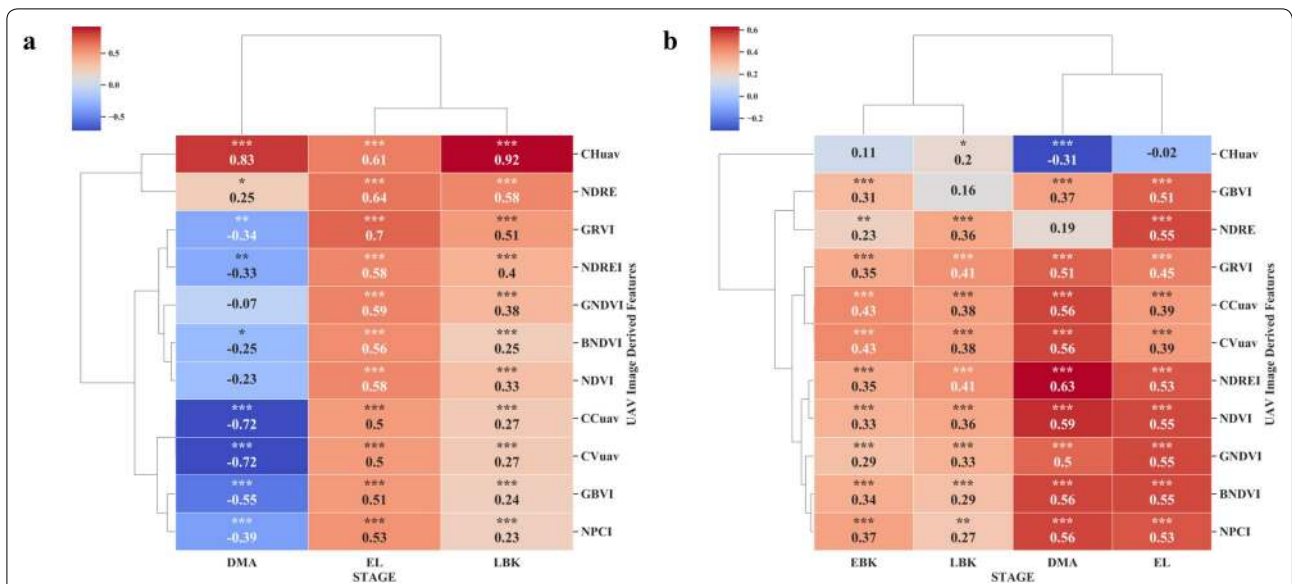 a
0.5
0.0
−0.5
*** *** ***
0.83 0.61 0.92 CHuav
* *** ***
0.25 0.64 0.58 NDRE
** *** ***
-0.34 0.7 0.51 GRVI
** *** ***
-0.33 0.58 0.4 NDREI
*** ***
-0.07 0.59 0.38 GNDVI
* *** ***
-0.25 0.56 0.25 BNDVI
*** ***
-0.23 0.58 0.33 NDVI
*** *** ***
-0.72 0.5 0.27 CCuav
*** *** ***
-0.72 0.5 0.27 CVuav
*** *** ***
-0.55 0.51 0.24 GBVI
*** *** ***
-0.39 0.53 0.23 NPCI
DMA EL LBK
STAGE
UAV Image Derived Features
b
0.6
0.4
0.2
0.0
−0.2
* ***
0.11 0.2 -0.31 -0.02 CHuav
*** *** ***
0.31 0.16 0.37 0.51 GBVI
** *** ***
0.23 0.36 0.19 0.55 NDRE
*** *** *** ***
0.35 0.41 0.51 0.45 GRVI
*** *** *** ***
0.43 0.38 0.56 0.39 CCuav
*** *** *** ***
0.43 0.38 0.56 0.39 CVuav
*** *** *** ***
0.35 0.41 0.63 0.53 NDREI
*** *** *** ***
0.33 0.36 0.59 0.55 NDVI
*** *** *** ***
0.29 0.33 0.5 0.55 GNDVI
*** *** *** ***
0.34 0.29 0.56 0.55 BNDVI
*** ** *** ***
0.37 0.27 0.56 0.53 NPCI
EBK LBK DMA EL
STAGE
UAV Image Derived Features